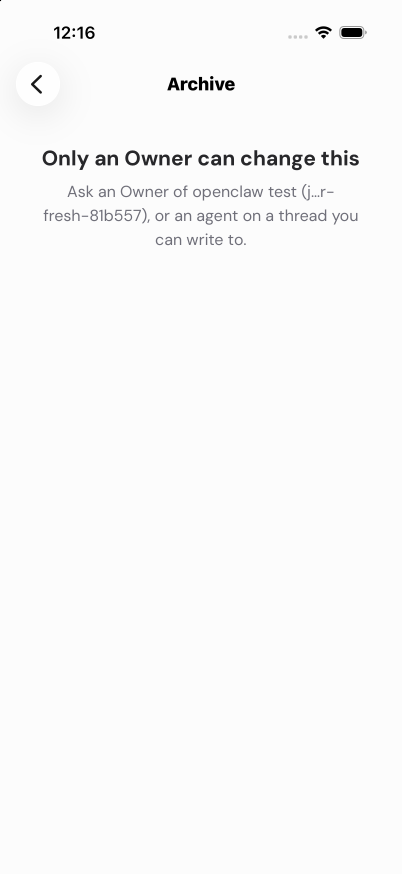 12:16
Archive
Only an Owner can change this
Ask an Owner of openclaw test (j...r-
fresh-81b557), or an agent on a thread you
can write to.